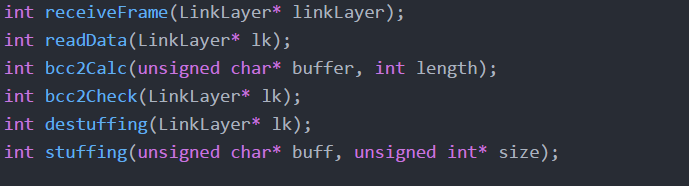 int receiveFrame(LinkLayer* linkLayer);
int readData(LinkLayer* lk);
int bcc2Calc(unsigned char* buffer, int length);
int bcc2Check(LinkLayer* lk);
int destuffing(LinkLayer* lk);
int stuffing(unsigned char* buff, unsigned int* size);